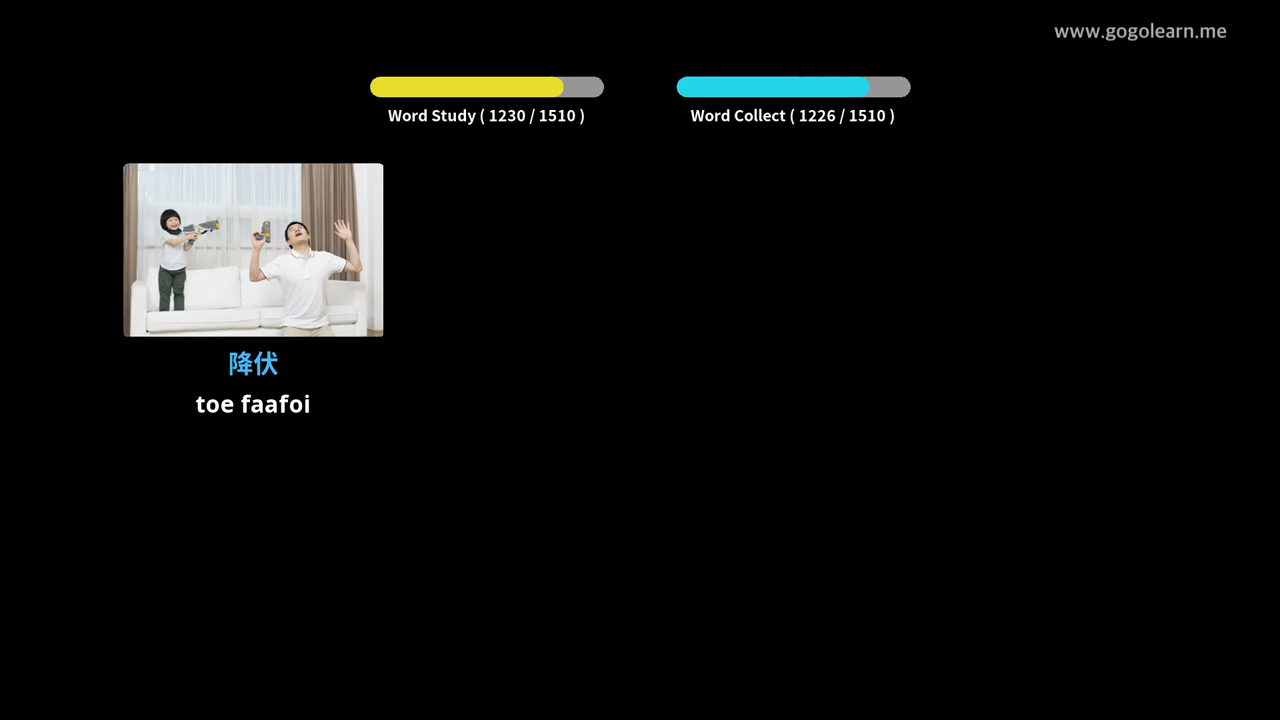 www.gogolearn.me
Word Study ( 1230 / 1510 )
Word Collect ( 1226 / 1510 )
降伏
toe faafoi